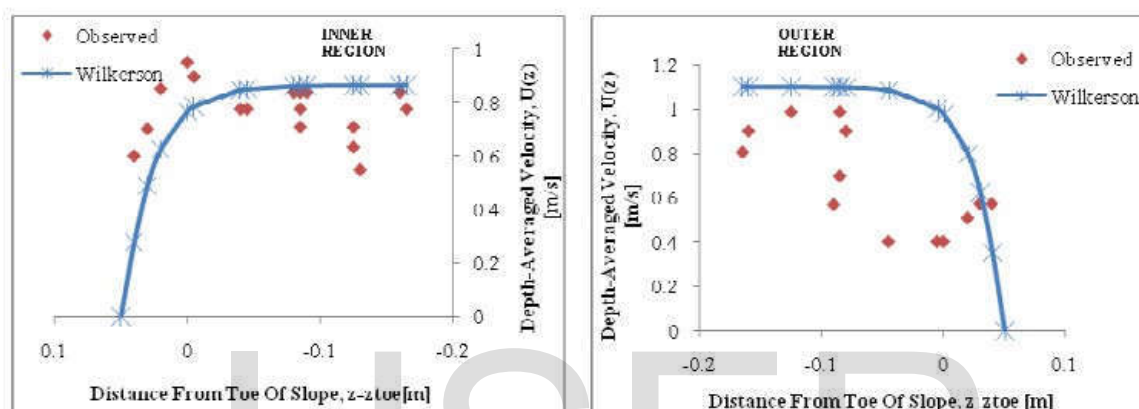 Observed
Wilkerson
INNER
REGION
1
0.8
0.6
0.4
0.2
0
0.1
0
-0.1
-0.2
Depth-Averaged Velocity, U(z)
[m/s]
Distance From Toe Of Slope, z-ztoe[m]
OUTER
REGION
Observed
Wilkerson
1.2
1
0.8
0.6
0.4
0.2
0
-0.2
-0.1
0
0.1
Depth-Averaged Velocity, U(z)
[m/s]
Distance From Toe Of Slope, z-ztoe [m]